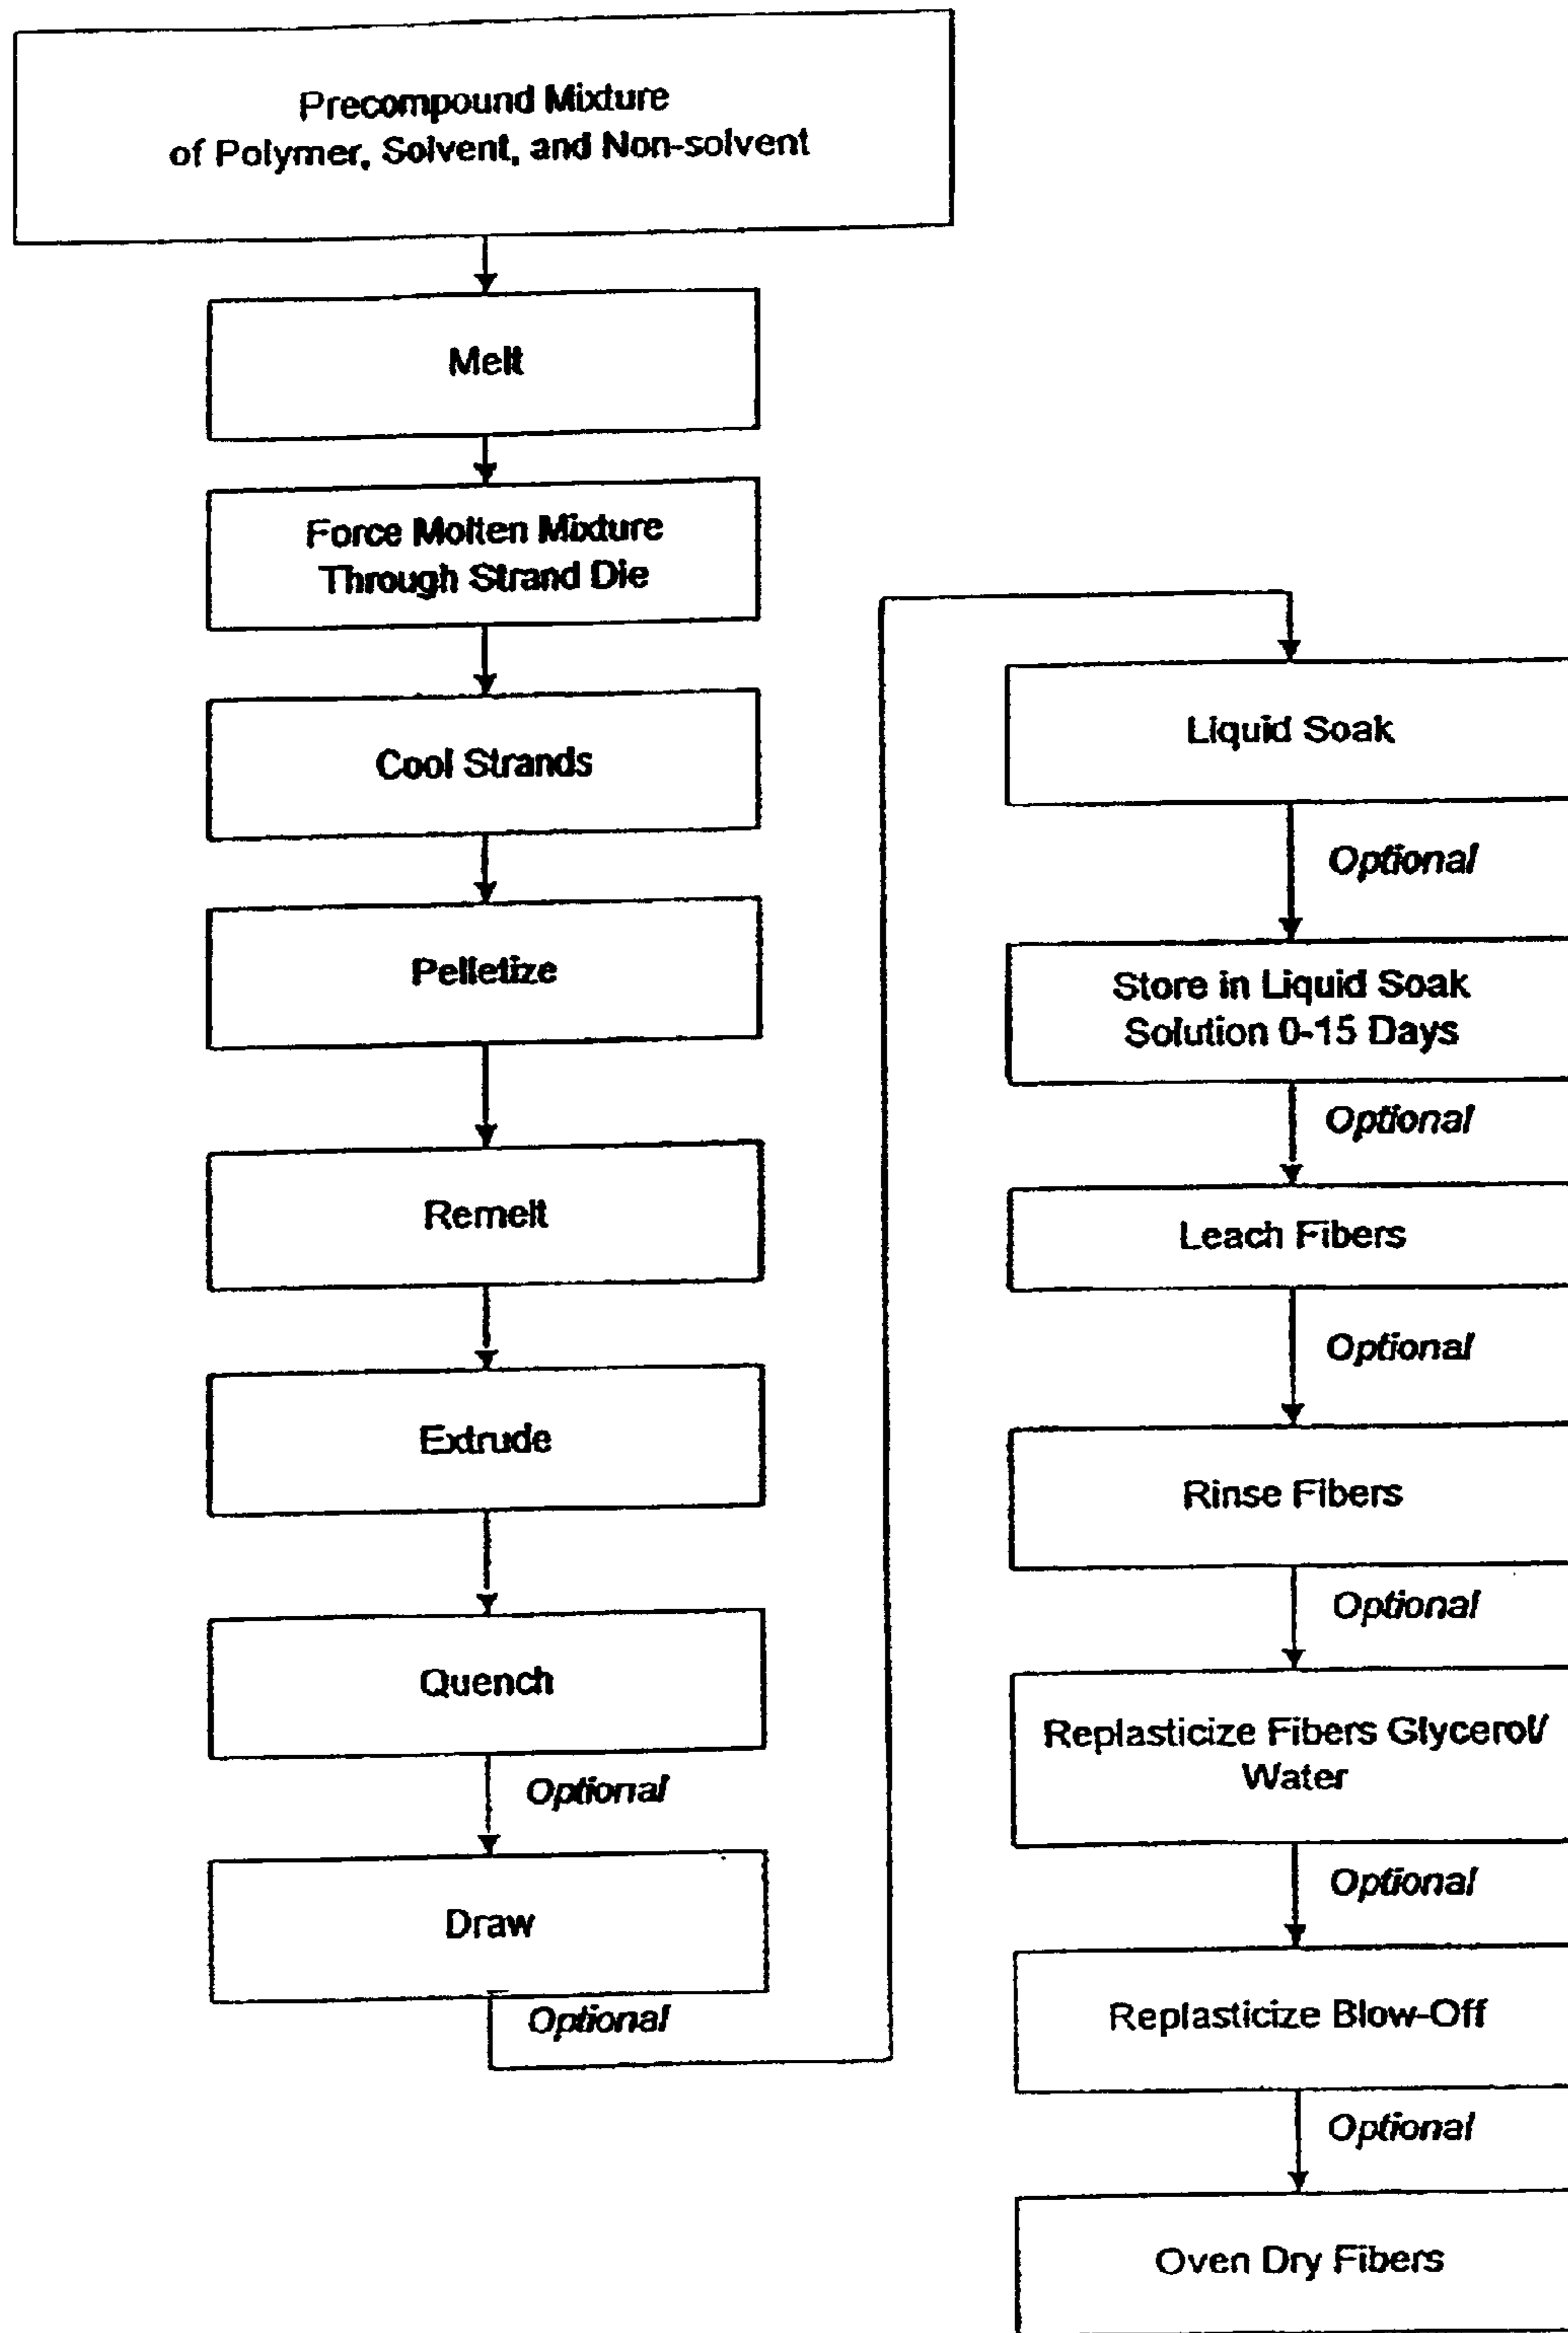 Precompound Mixture
of Polymer, Solvent, and Non-solvent
Melt
Force Molten Mixture
Through Strand Die
Cool Strands
Pelletize
Remelt
Extrude
Quench
Optional
Draw
Optional
Liquid Soak
Optional
Store in Liquid Soak
Solution 0-15 Days
Optional
Leach Fibers
Optional
Rinse Fibers
Optional
Replasticize Fibers Glycerol/
Water
Optional
Replasticize Blow-Off
Optional
Oven Dry Fibers